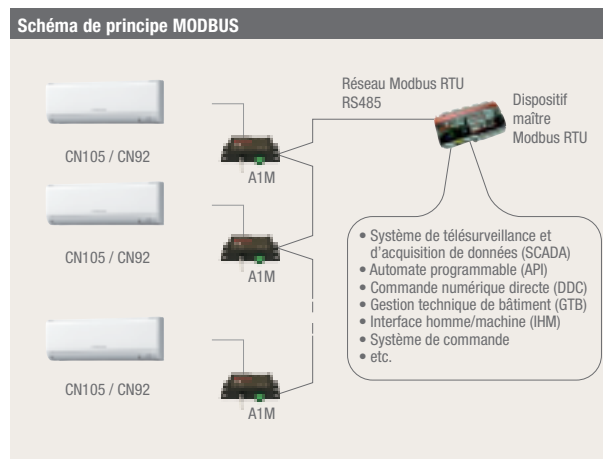 Schéma de principe MODBUS
Réseau Modbus RTU
RS485
Dispositif
maître
Modbus RTU
CN105 / CN92
A1M
CN105 / CN92
A1M
CN105 / CN92
A1M
• Système de télésurveillance et
d'acquisition de données (SCADA)
• Automate programmable (API)
• Commande numérique directe (DDC)
• Gestion technique de bâtiment (GTB)
• Interface homme/machine (IHM)
• Système de commande
• etc.